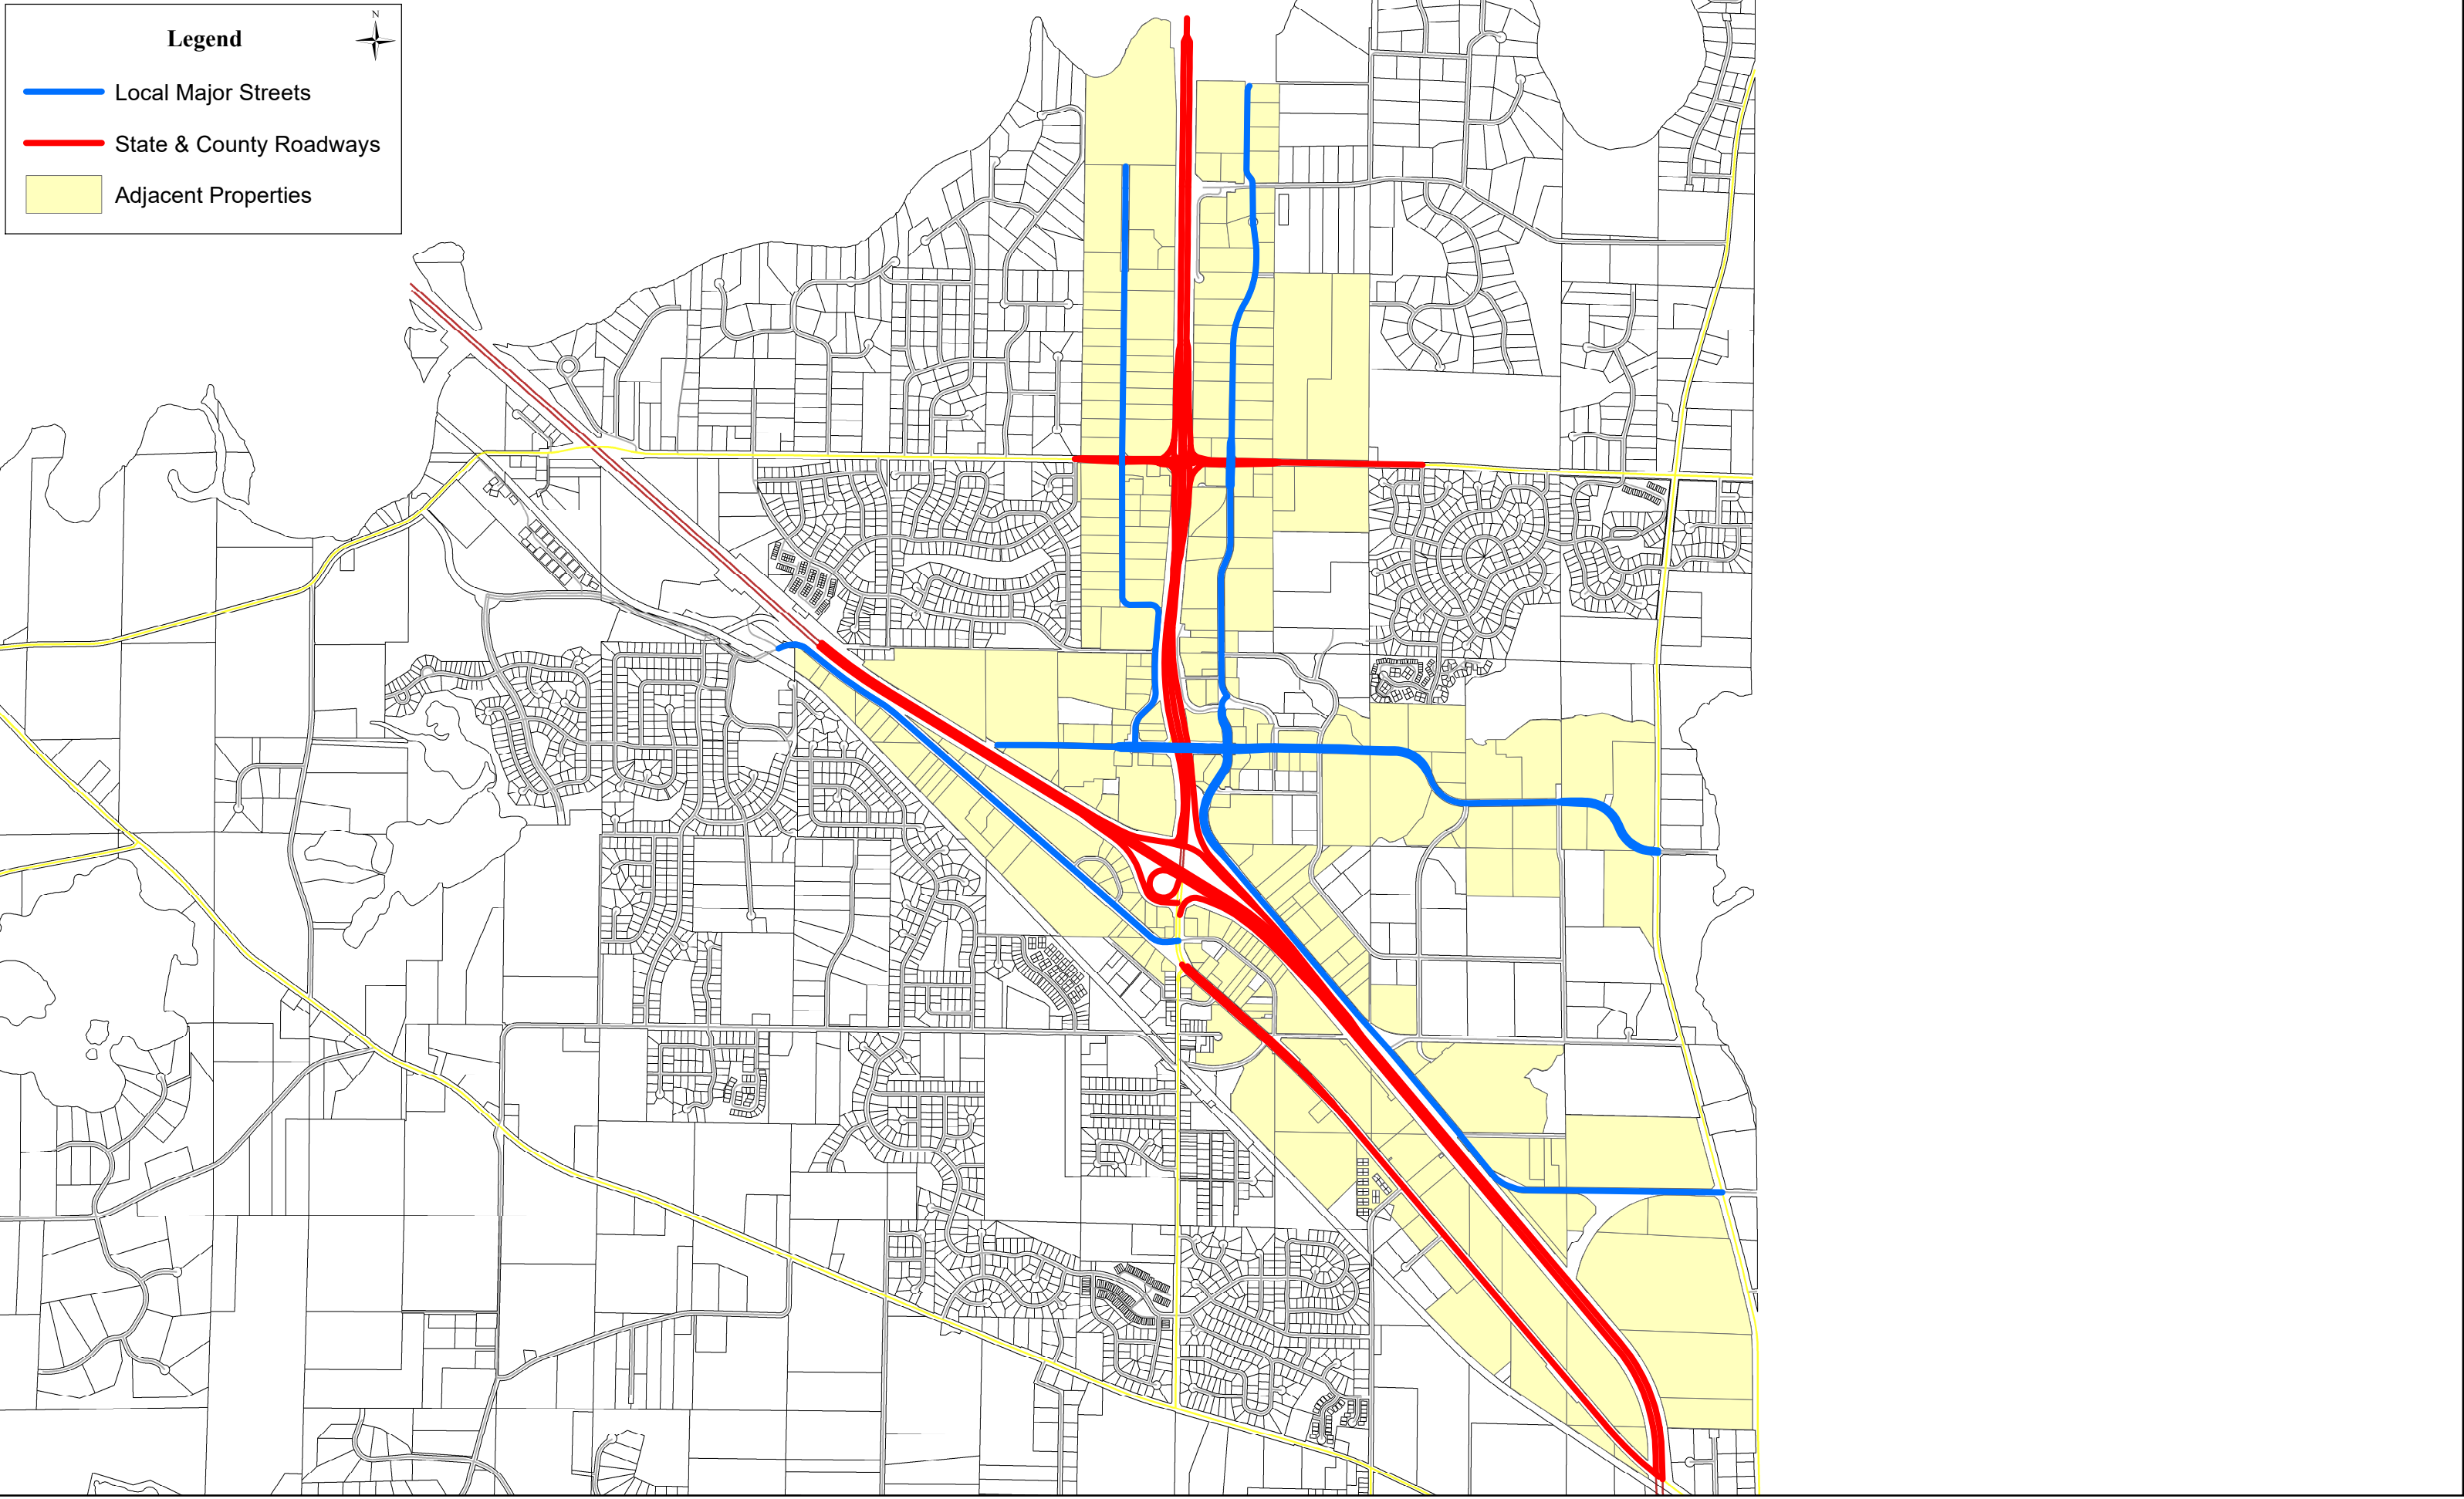 N
Legend
Local Major Streets
State & County Roadways
Adjacent Properties